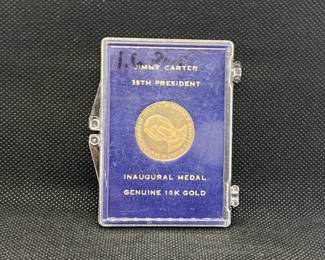 JIMMY CARTER
39TH PRESIDENT
INAUGURAL MEDAL
GENUINE 10K GOLD